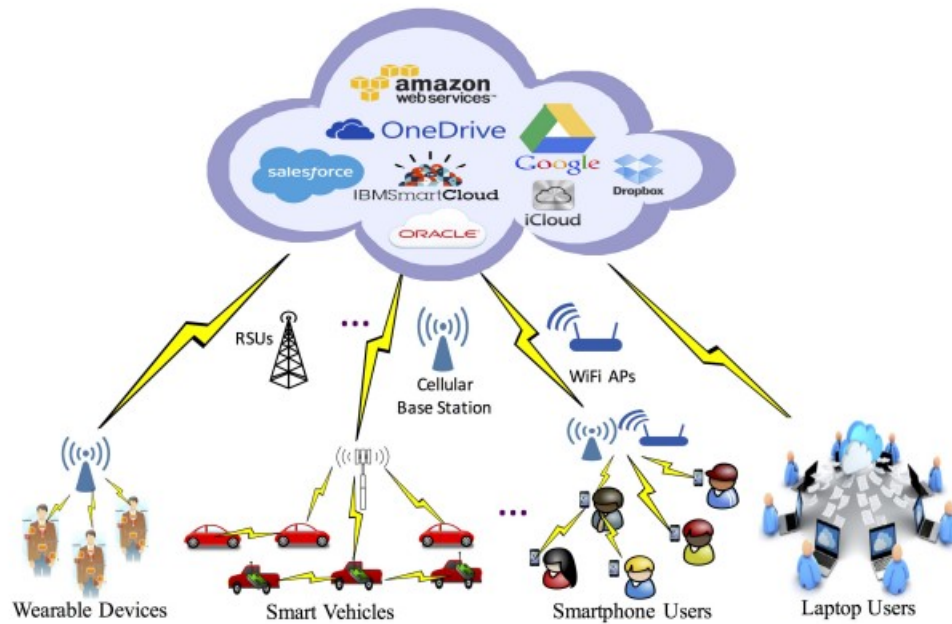 amazon
web services™
OneDrive
salesforce
IBMSmartCloud
Google
Dropbox
iCloud
ORACLE
RSUs
...
Cellular
Base Station
WiFi APs
...
Wearable Devices
Smart Vehicles
Smartphone Users
Laptop Users